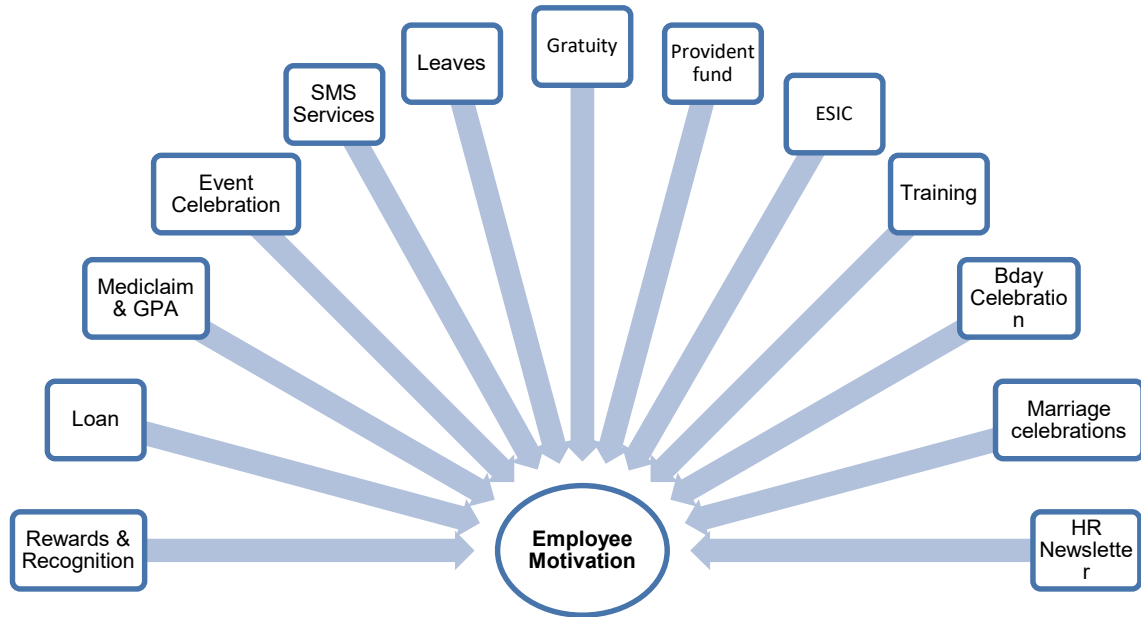 Gratuity
Provident
fund
Leaves
ESIC
SMS
Services
Training
Event
Celebration
Bday
Celebratio
n
Mediclaim
& GPA
Marriage
celebrations
Loan
HR
Newslette
r
Rewards &
Recognition
Employee
Motivation